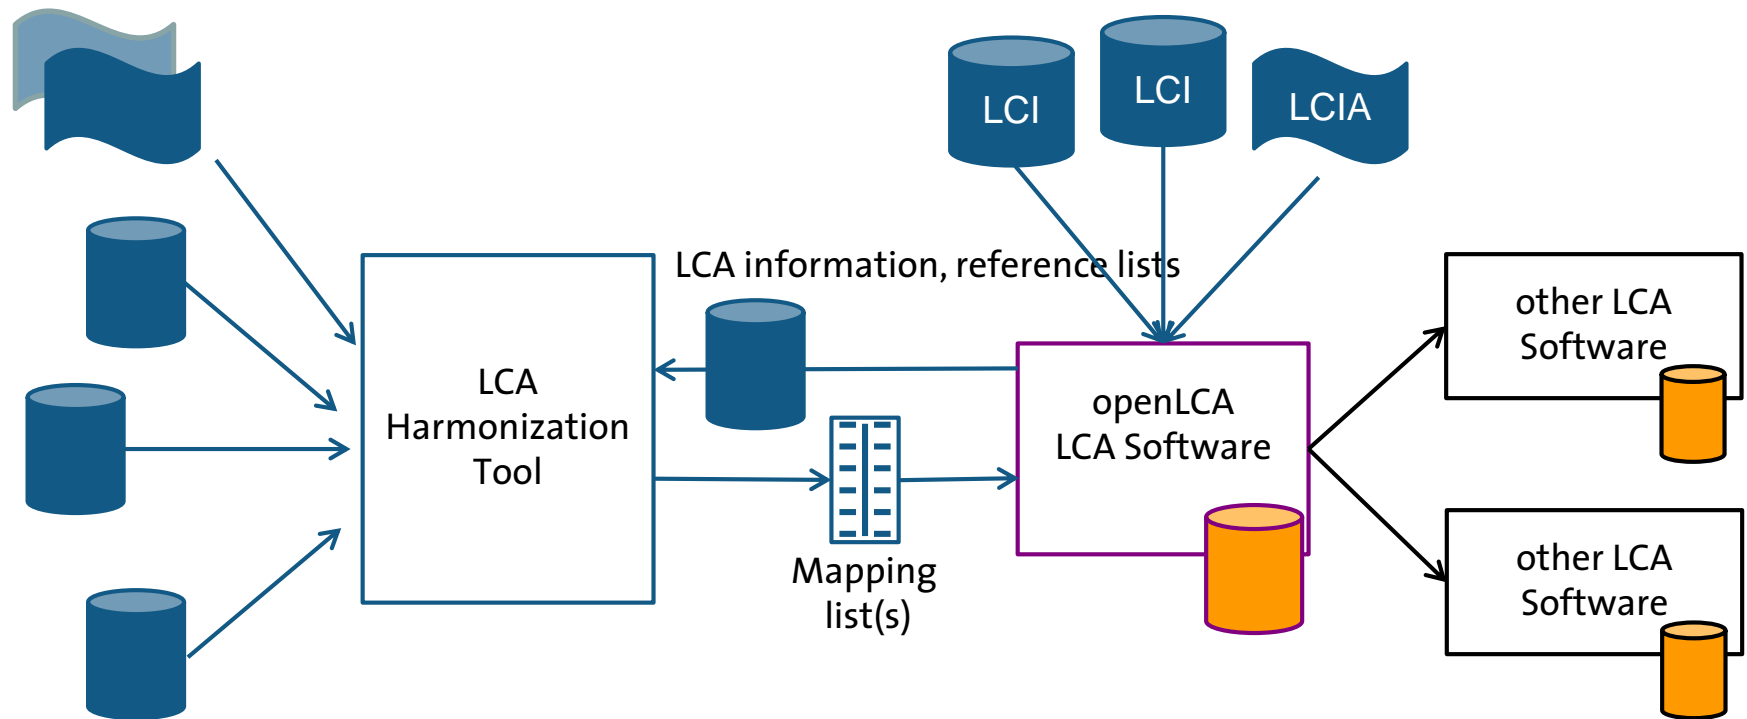 LCI
LCI
LCIA
LCA information, reference lists
LCA
Harmonization
Tool
openLCA
LCA Software
other LCA
Software
Mapping
list(s)
other LCA
Software